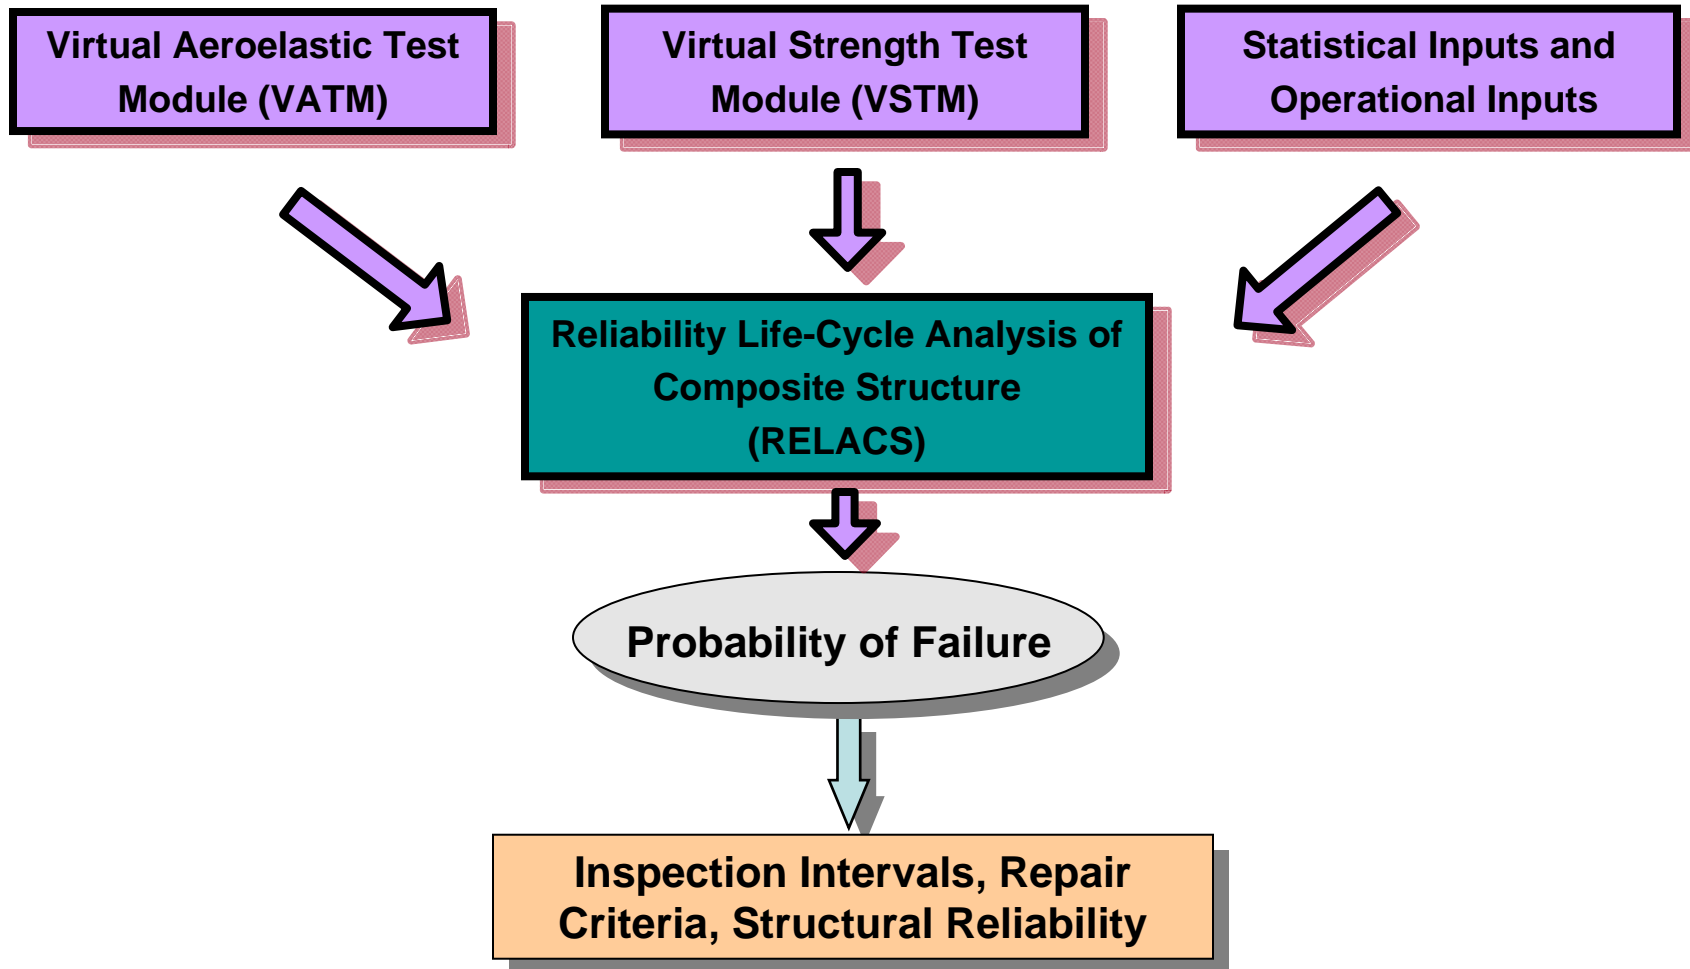 Virtual Aeroelastic Test
Module (VATM)
Virtual Strength Test
Module (VSTM)
Statistical Inputs and
Operational Inputs
Reliability Life-Cycle Analysis of
Composite Structure
(RELACS)
Probability of Failure
Inspection Intervals, Repair
Criteria, Structural Reliability